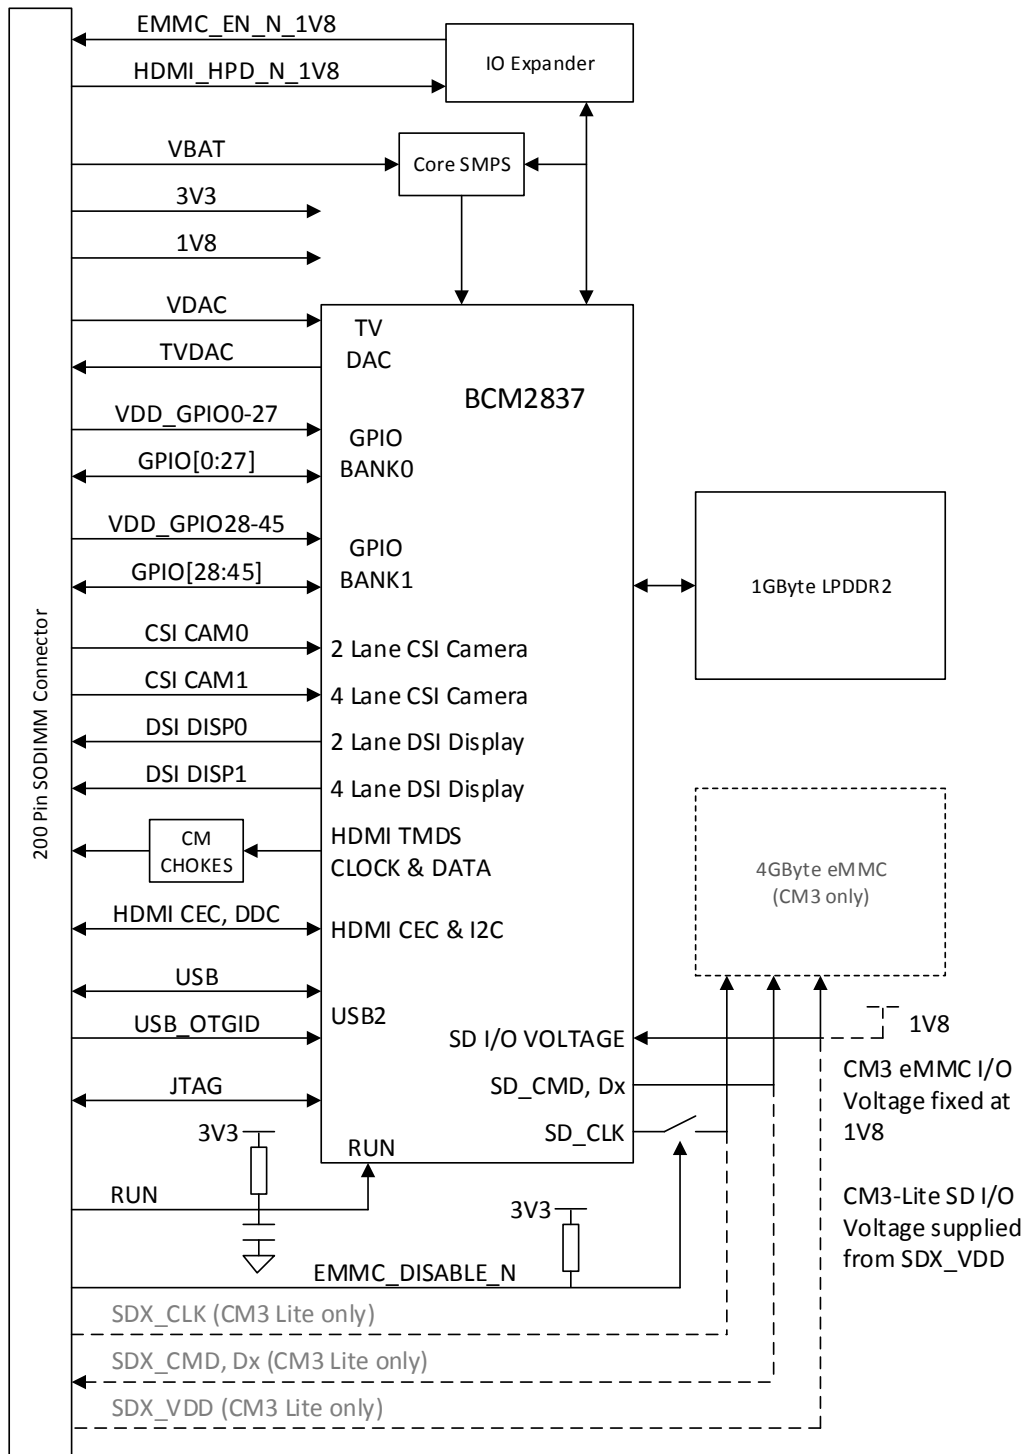 EMMC_EN_N_1V8
IO Expander
HDMI_HPD_N_1V8
VBAT
Core SMPS
3V3
1V8
VDAC
TV
DAC
TVDAC
BCM2837
VDD_GPIO0-27
GPIO
BANK0
GPIO[0:27]
VDD_GPIO28-45
GPIO
BANK1
GPIO[28:45]
1GByte LPDDR2
200 Pin SODIMM Connector
CSI CAM0
2 Lane CSI Camera
CSI CAM1
4 Lane CSI Camera
DSI DISP0
2 Lane DSI Display
DSI DISP1
4 Lane DSI Display
CM
CHOKES
HDMI TMDS
CLOCK & DATA
4GByte eMMC
(CM3 only)
HDMI CEC, DDC
HDMI CEC & I2C
USB
USB2
USB_OTGID
SD I/O VOLTAGE
1V8
SD_CMD, Dx
CM3 eMMC I/O
Voltage fixed at
1V8
JTAG
SD_CLK
3V3
RUN
RUN
3V3
CM3-Lite SD I/O
Voltage supplied
from SDX_VDD
EMMC_DISABLE_N
SDX_CLK (CM3 Lite only)
SDX_CMD, Dx (CM3 Lite only)
SDX_VDD (CM3 Lite only)